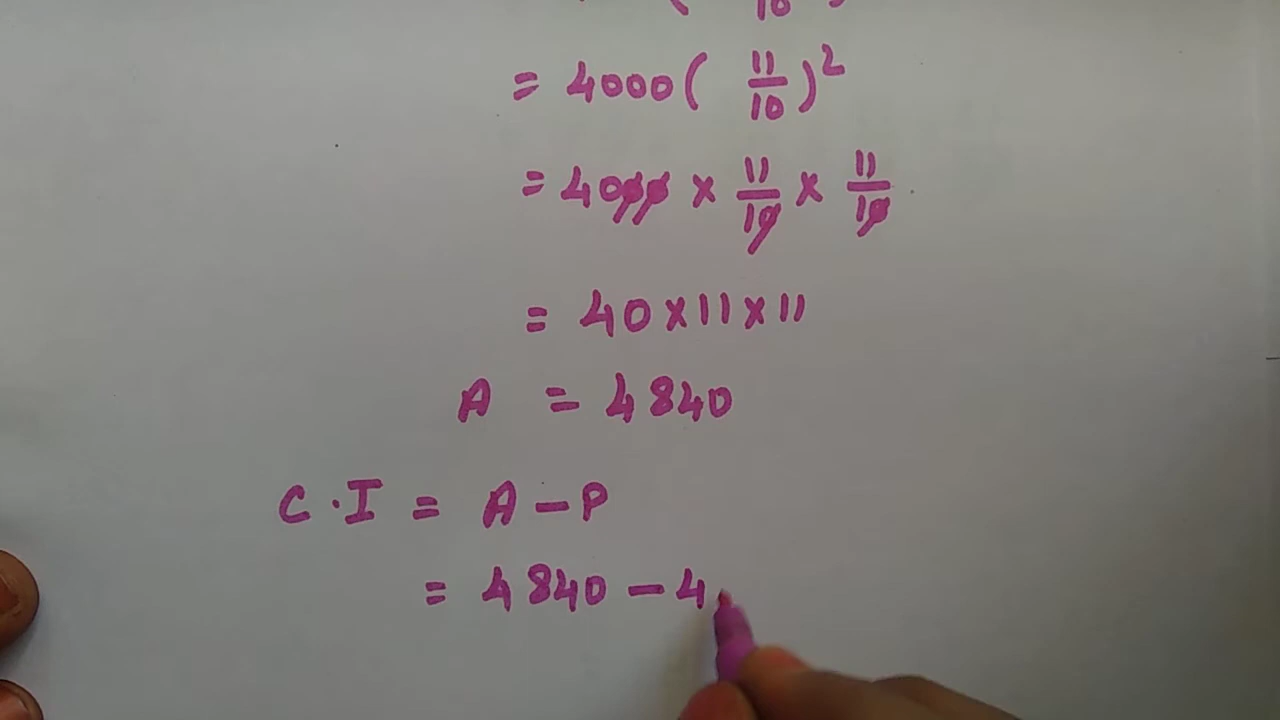 = 4000 ( 11/10 )²
= 4000 × 11/10 × 11/10
= 40 × 11 × 11
A = 4840
C.I = A – P
= 4840 – 4